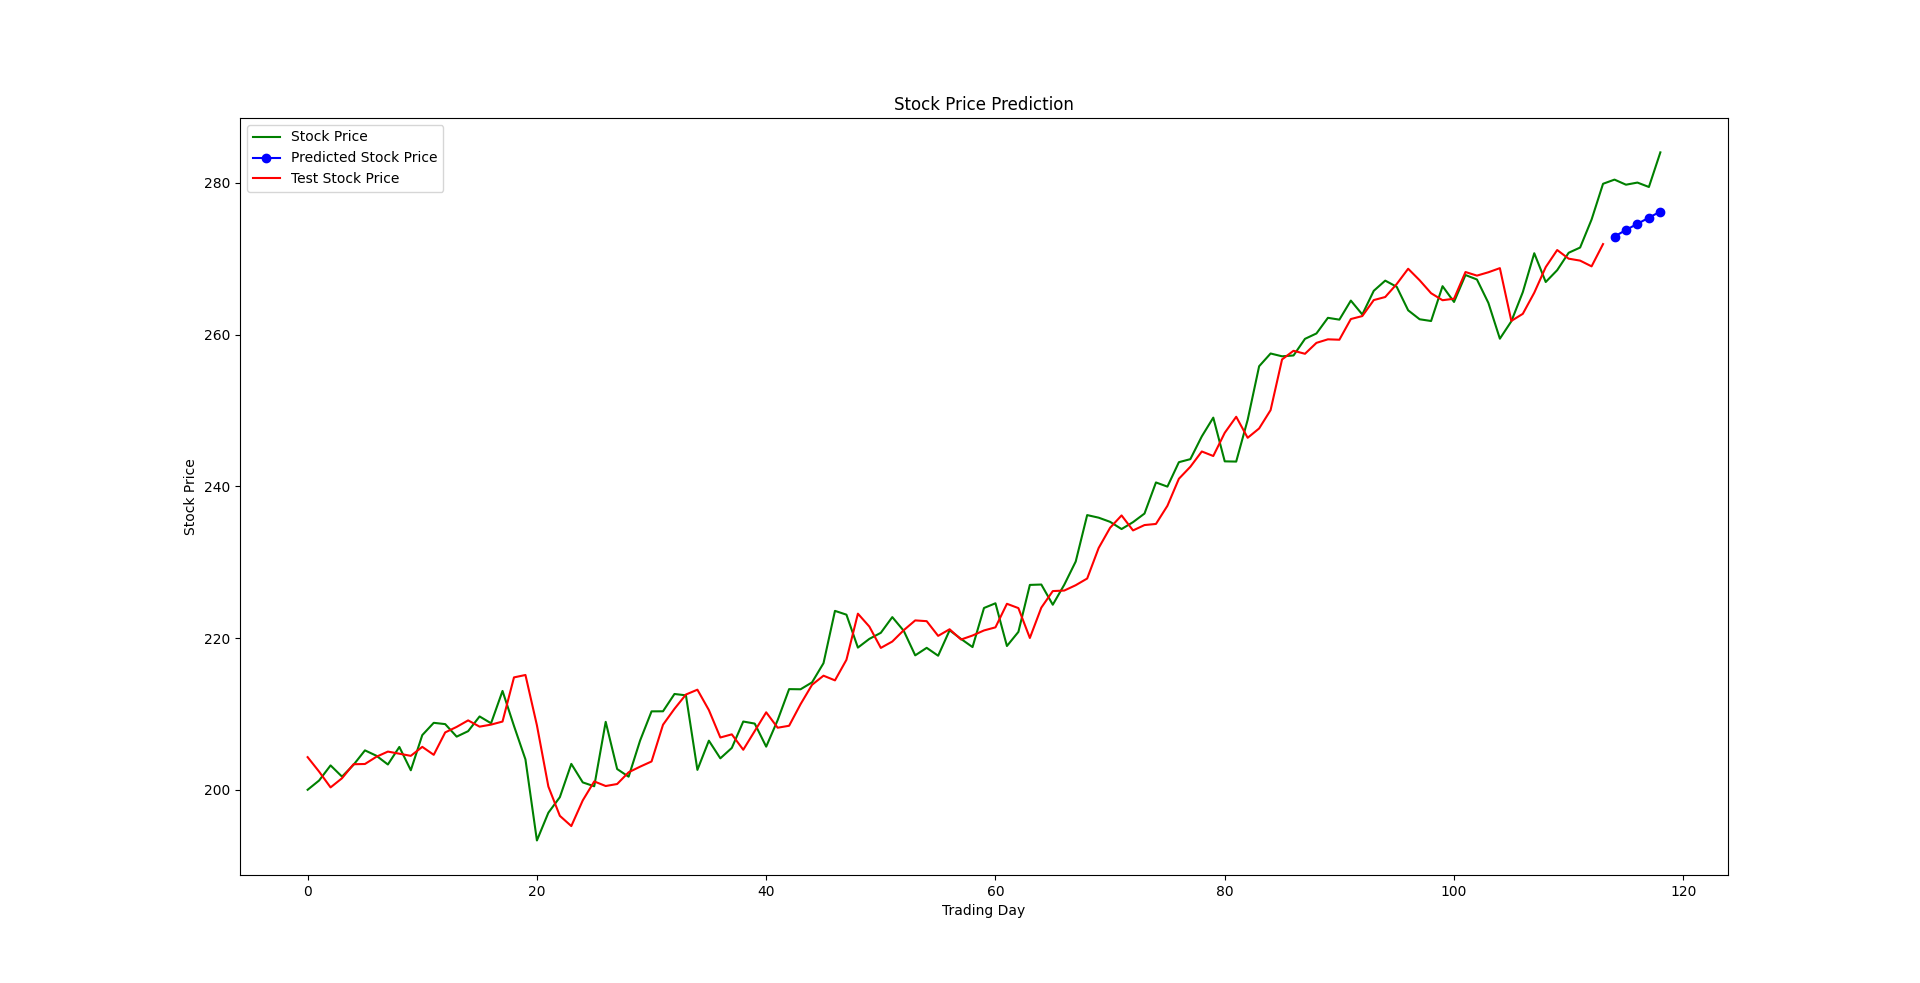 Stock Price Prediction
Stock Price
Predicted Stock Price
Test Stock Price
280
260
240
220
200
Stock Price
0 20 40 60 80 100 120
Trading Day